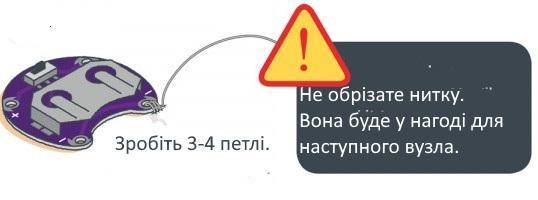 Зробіть 3-4 петлі.
Не обрізате нитку.
Вона буде у нагоді для
наступного вузла.